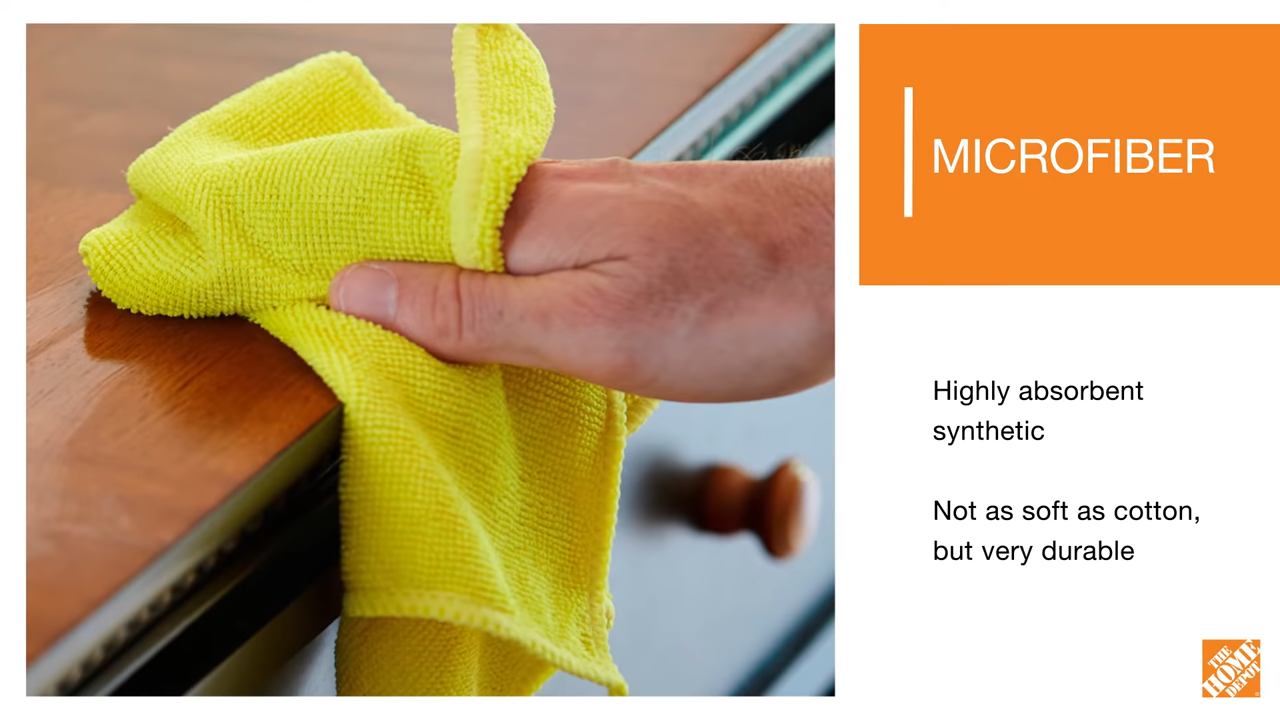 MICROFIBER
Highly absorbent
synthetic
Not as soft as cotton,
but very durable
THE
HOME
DEPOT